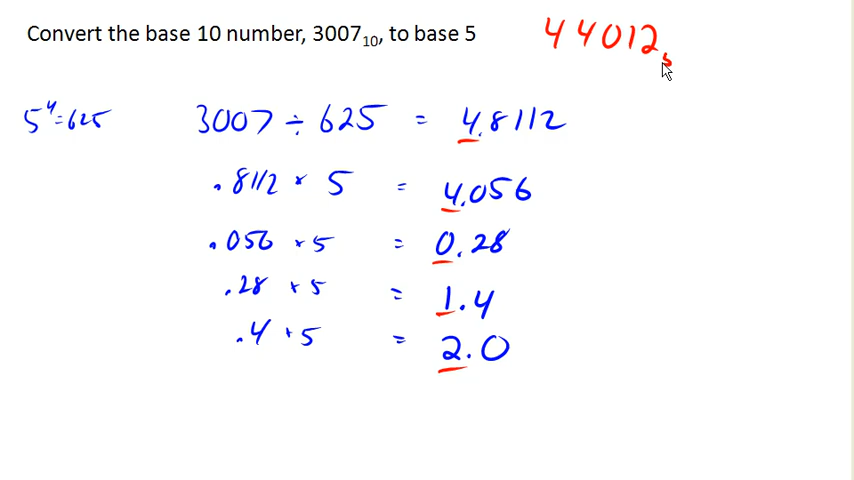 Convert the base 10 number, 3007₁₀, to base 5 44012₅
5⁴=625 3007 ÷ 625 = 4.8112
.8112 × 5 = 4.056
.056 × 5 = 0.28
.28 × 5 = 1.4
.4 × 5 = 2.0